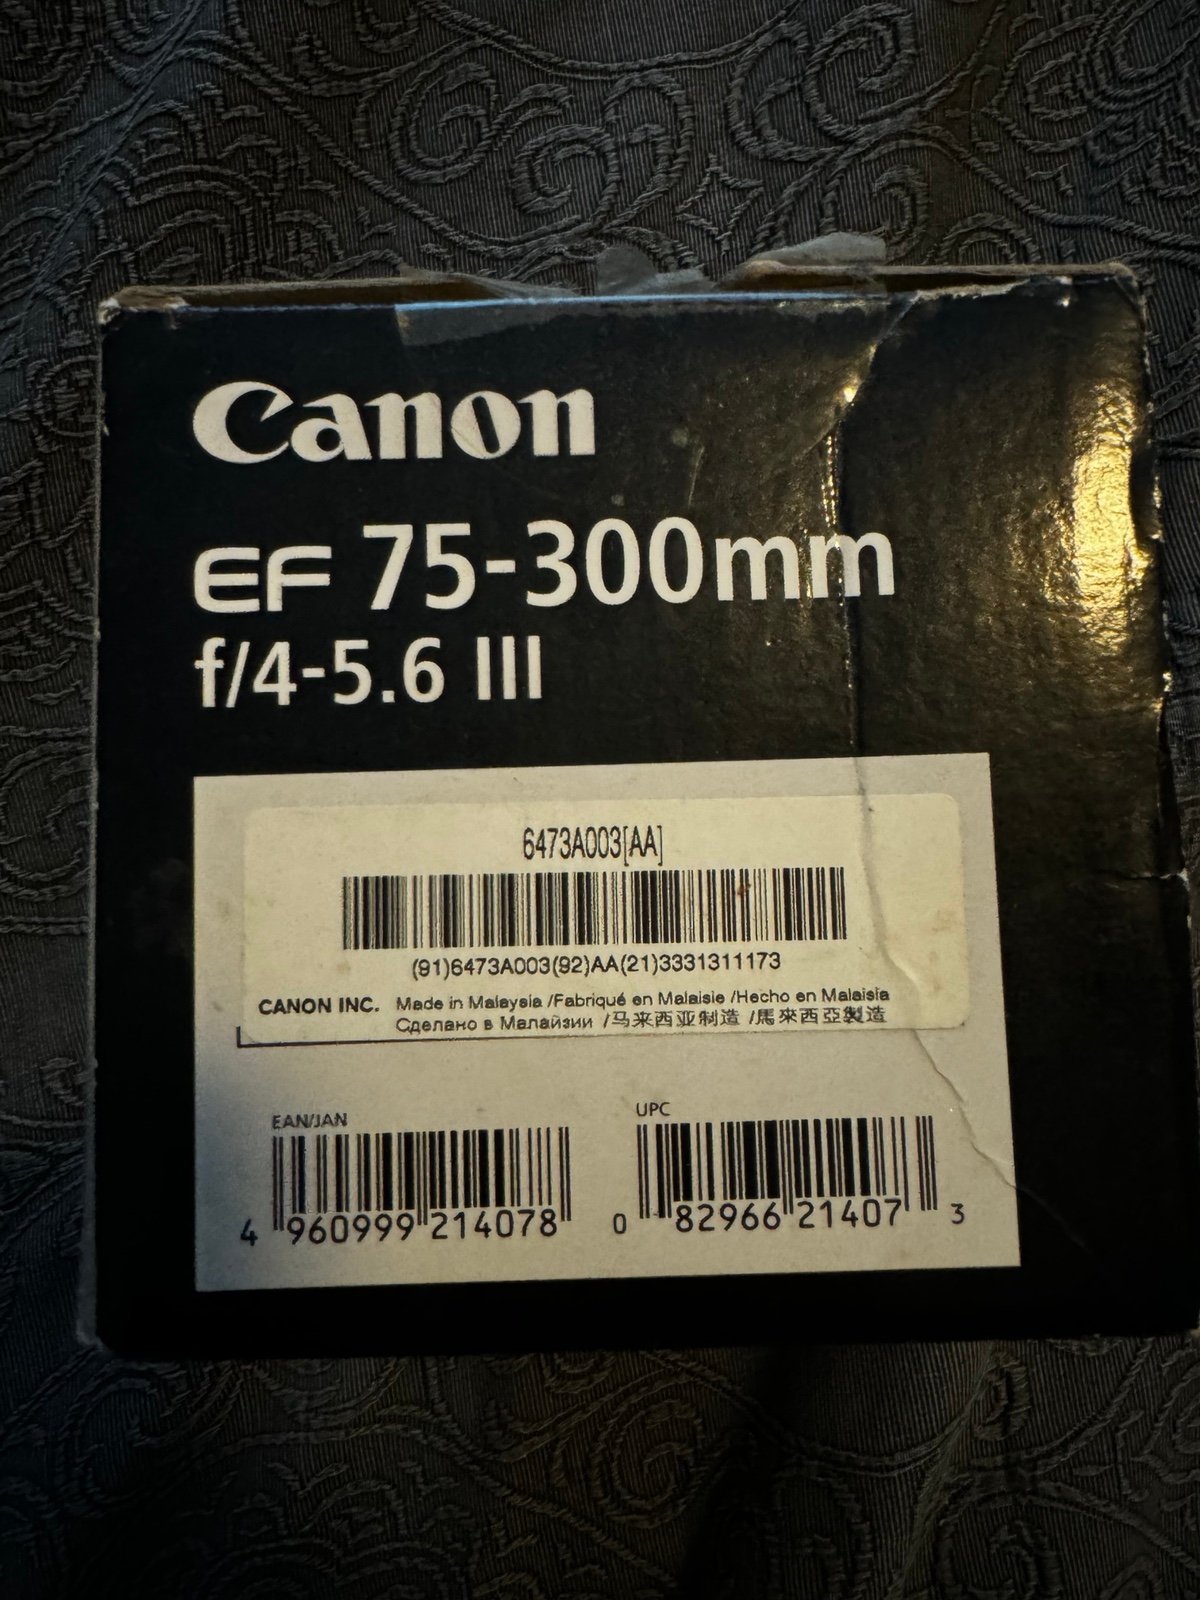 Canon
EF 75-300mm
f/4-5.6 III
6473A003[AA]
(91)6473A003(92)AA(21)3331311173
CANON INC. Made in Malaysia /Fabriqué en Malaisie /Hecho en Malaisia
Сделано в Малайзии /马来西亚制造 /馬來西亞製造
EAN/JAN
4 960999 214078
UPC
0 82966 21407 3